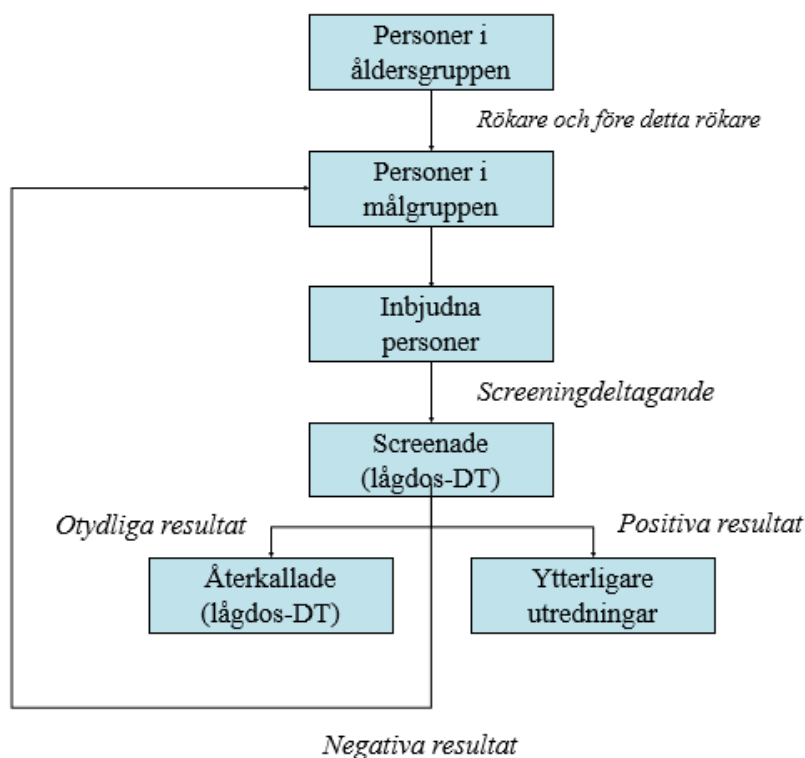 Personer i
åldersgruppen
Rökare och före detta rökare
Personer i
målgruppen
Inbjudna
personer
Screeningdeltagande
Screenade
(lågdos-DT)
Otydliga resultat
Positiva resultat
Återkallade
(lågdos-DT)
Ytterligare
utredningar
Negativa resultat